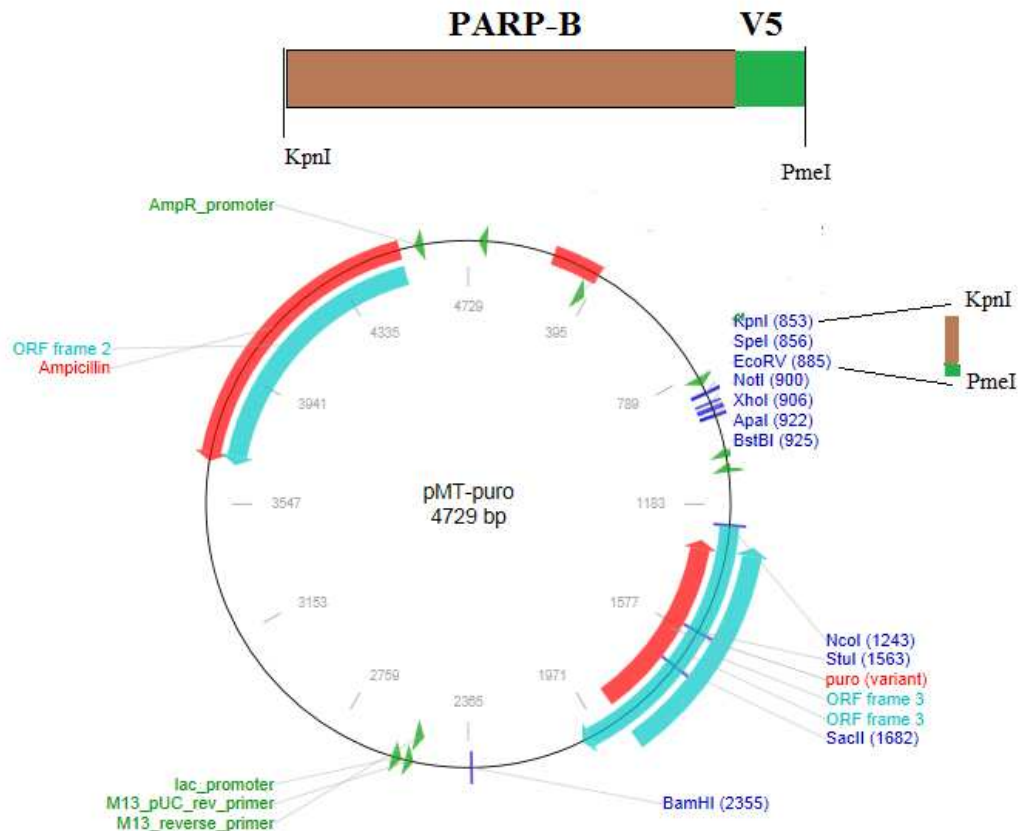 PARP-B V5
KpnI
PmeI
AmpR_promoter
4729
395
4335
ORF frame 2
Ampicillin
KpnI (853)
SpeI (856)
EcoRV (885)
NotI (900)
XhoI (906)
ApaI (922)
BstBI (925)
KpnI
PmeI
3941
789
3547
pMT-puro
4729 bp
1183
3153
1577
2759
1971
2365
NcoI (1243)
StuI (1563)
puro (variant)
ORF frame 3
ORF frame 3
SacII (1682)
lac_promoter
M13_pUC_rev_primer
M13_reverse_primer
BamHI (2355)